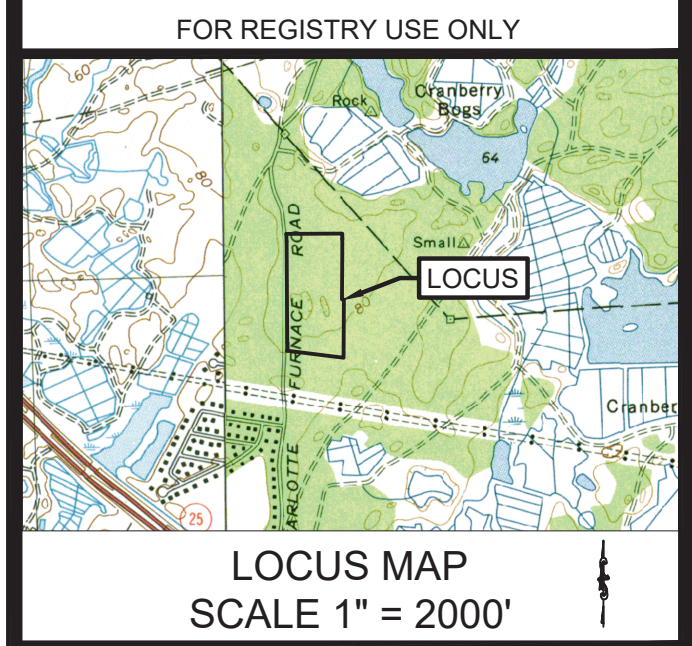 FOR REGISTRY USE ONLY
60
Rock
Cranberry
Bogs
64
80
ROAD
Small
LOCUS
80
FURNACE
Cranber
ARLOTTE
25
LOCUS MAP
SCALE 1" = 2000'